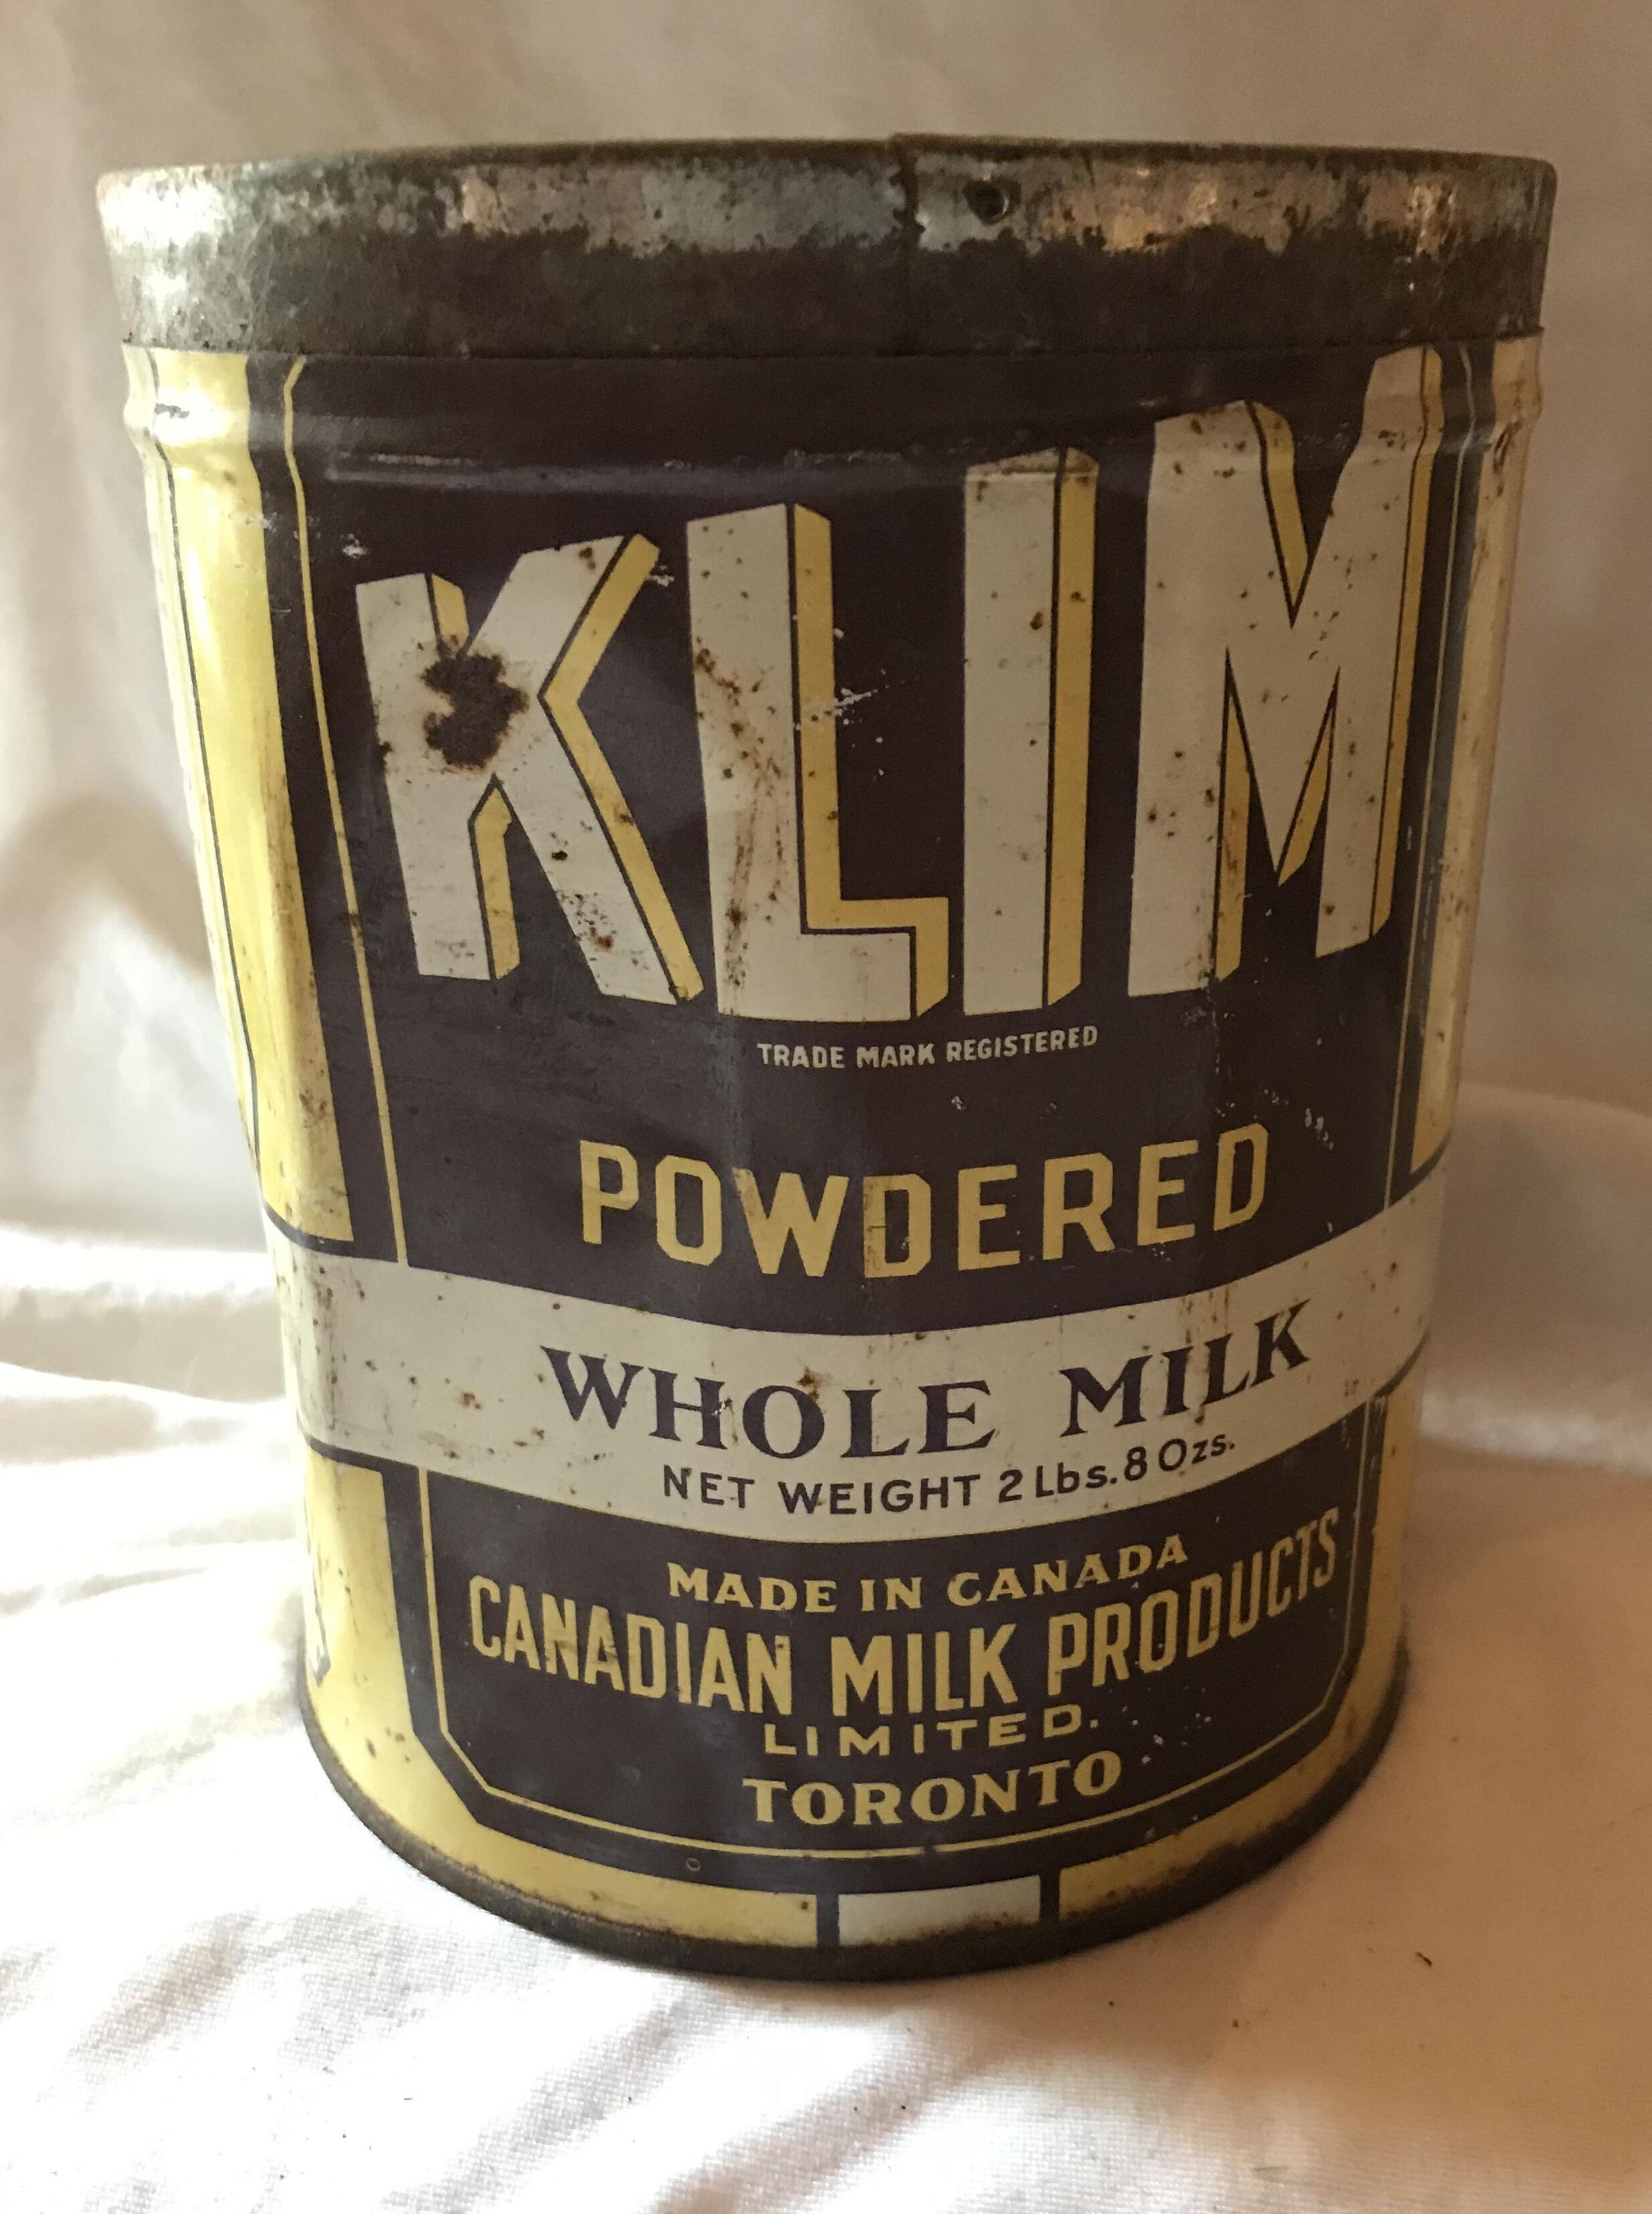 KLIM
TRADE MARK REGISTERED
POWDERED
WHOLE MILK
NET WEIGHT 2 Lbs. 8 Ozs.
MADE IN CANADA
CANADIAN MILK PRODUCTS
LIMITED.
TORONTO